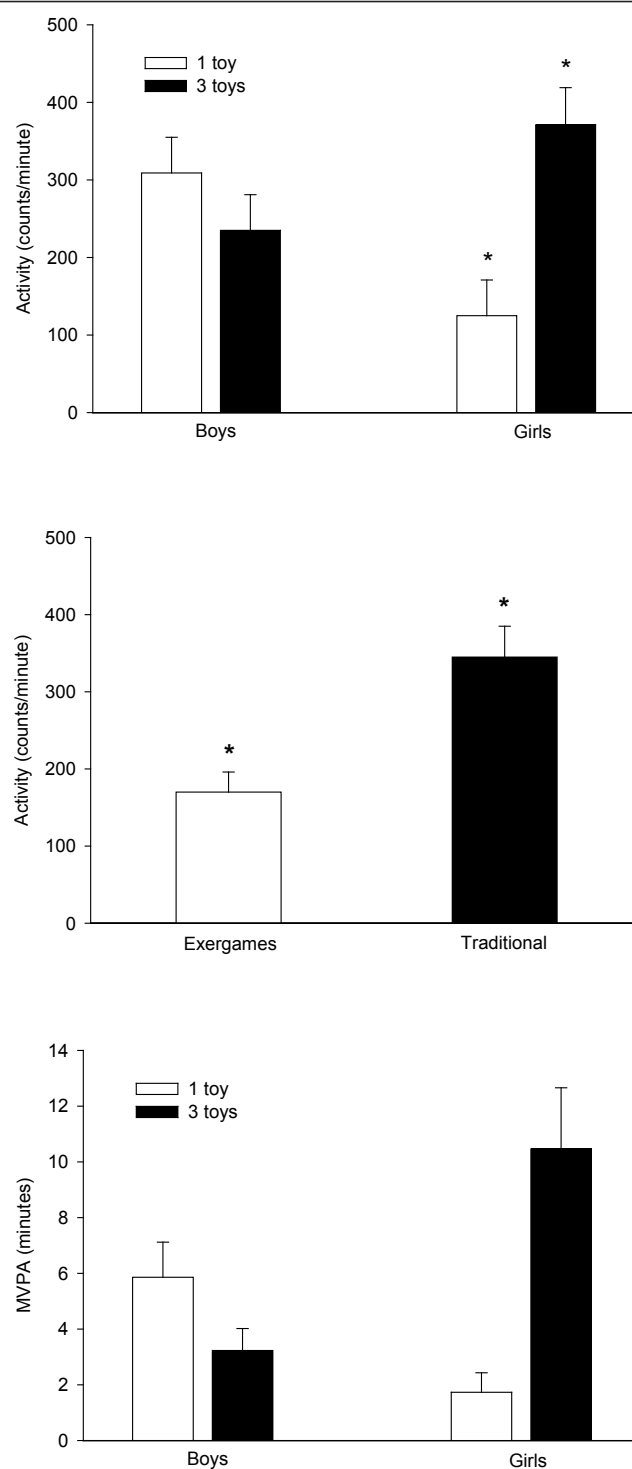 500
400
300
200
100
0
Activity (counts/minute)
1 toy
3 toys
*
*
Boys
Girls
500
400
300
200
100
0
Activity (counts/minute)
*
*
Exergames
Traditional
14
12
10
8
6
4
2
0
MVPA (minutes)
1 toy
3 toys
Boys
Girls